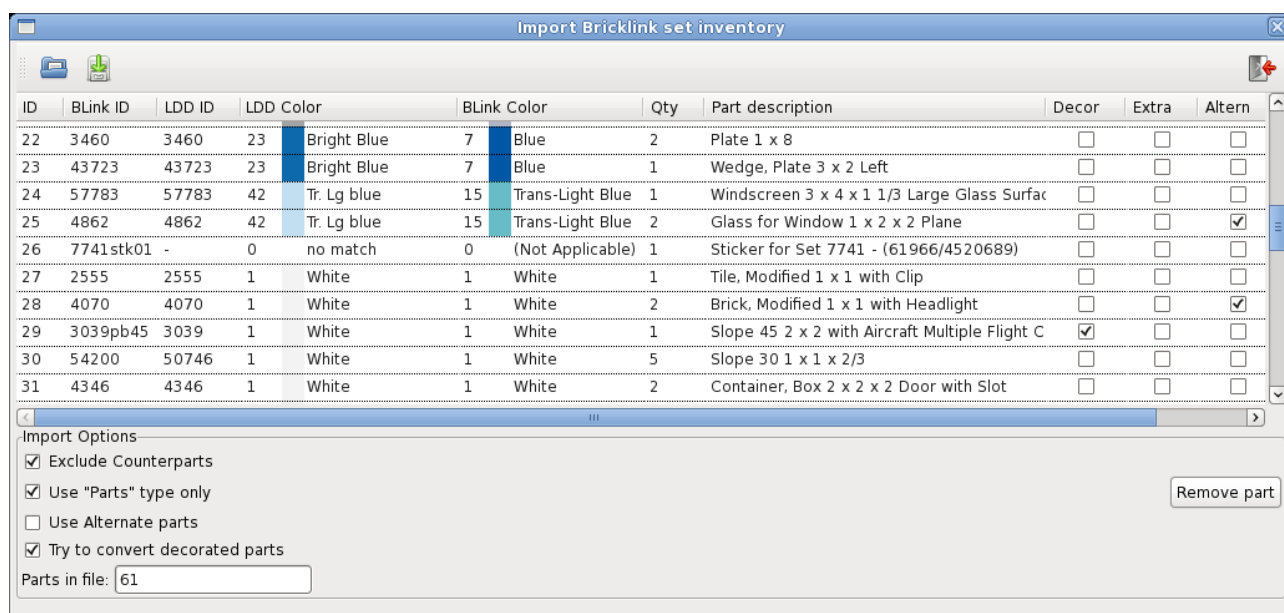 Import Bricklink set inventory
ID BLink ID LDD ID LDD Color BLink Color Qty Part description Decor Extra Altern
22 3460 3460 23 Bright Blue 7 Blue 2 Plate 1 x 8
23 43723 43723 23 Bright Blue 7 Blue 1 Wedge, Plate 3 x 2 Left
24 57783 57783 42 Tr. Lg blue 15 Trans-Light Blue 1 Windscreen 3 x 4 x 1 1/3 Large Glass Surfac
25 4862 4862 42 Tr. Lg blue 15 Trans-Light Blue 2 Glass for Window 1 x 2 x 2 Plane
26 7741stk01 - 0 no match 0 (Not Applicable) 1 Sticker for Set 7741 - (61966/4520689)
27 2555 2555 1 White 1 White 1 Tile, Modified 1 x 1 with Clip
28 4070 4070 1 White 1 White 2 Brick, Modified 1 x 1 with Headlight
29 3039pb45 3039 1 White 1 White 1 Slope 45 2 x 2 with Aircraft Multiple Flight C
30 54200 50746 1 White 1 White 5 Slope 30 1 x 1 x 2/3
31 4346 4346 1 White 1 White 2 Container, Box 2 x 2 x 2 Door with Slot
Import Options
Exclude Counterparts
Use "Parts" type only
Remove part
Use Alternate parts
Try to convert decorated parts
Parts in file: 61